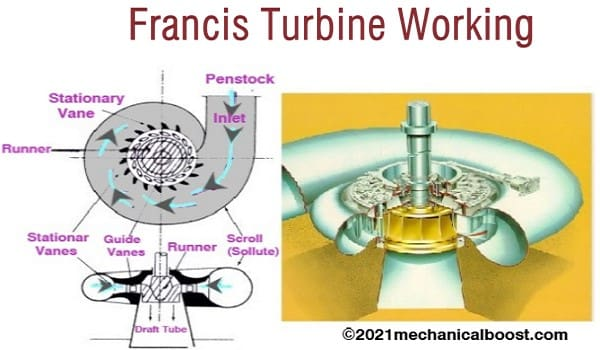 Francis Turbine Working
Penstock
Stationary
Vane
Inlet
Runner
Stationar
Vanes
Guide
Vanes
Runner
Scroll
(Sollute)
Draft Tube
©2021mechanicalboost.com